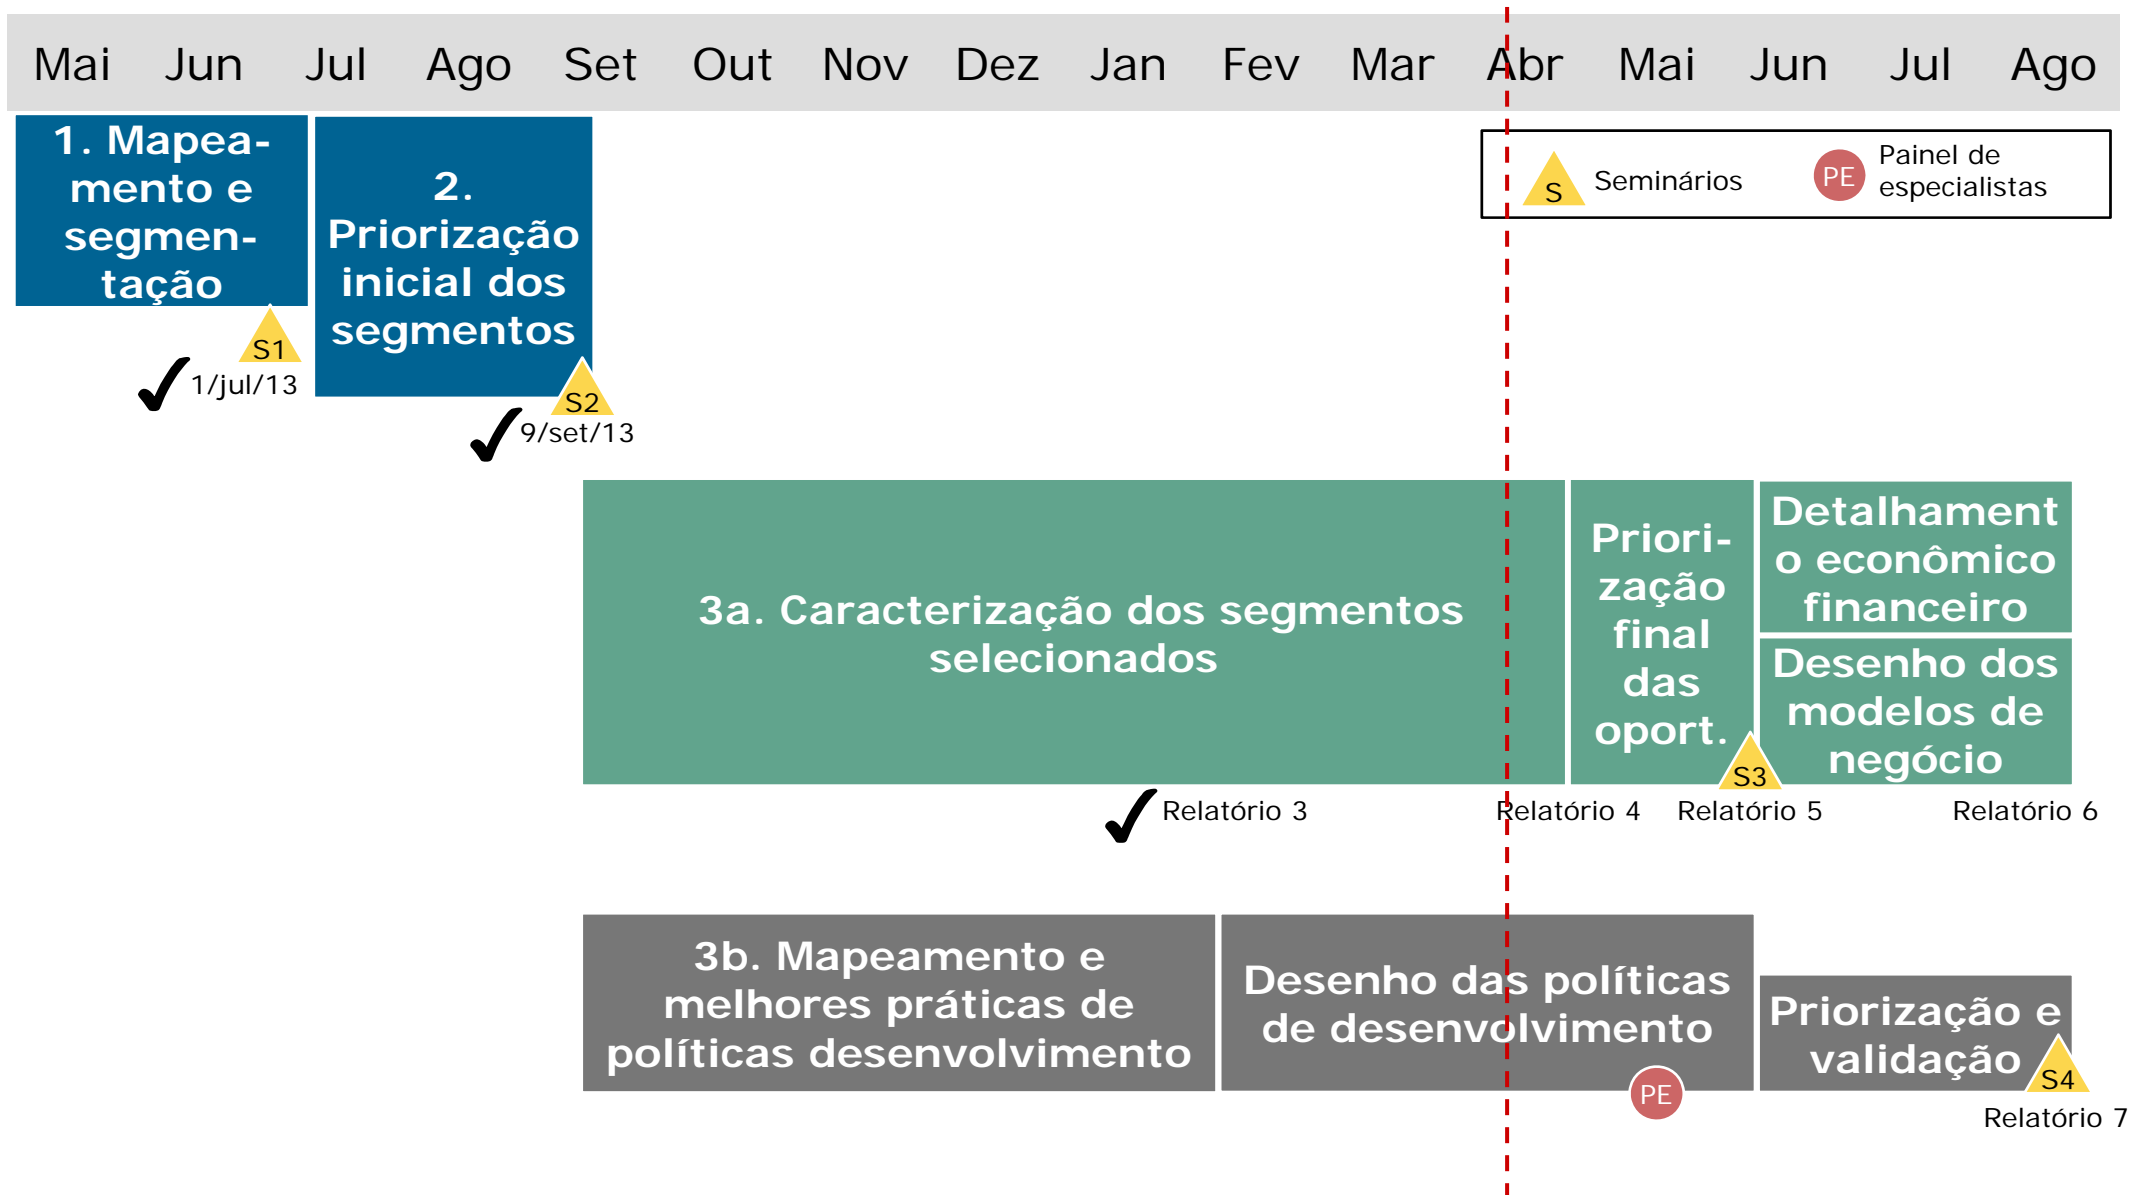 Mai Jun Jul Ago Set Out Nov Dez Jan Fev Mar Abr Mai Jun Jul Ago
1. Mapea-
mento e
segmen-
tação
2.
Priorização
inicial dos
segmentos
S
Seminários
PE
Painel de
especialistas
S1
1/jul/13
S2
9/set/13
3a. Caracterização dos segmentos
selecionados
Priori-
zação
final
das
oport.
Detalhament
o econômico
financeiro
Desenho dos
modelos de
negócio
S3
Relatório 3
Relatório 4
Relatório 5
Relatório 6
3b. Mapeamento e
melhores práticas de
políticas desenvolvimento
Desenho das políticas
de desenvolvimento
PE
Priorização e
validação
S4
Relatório 7